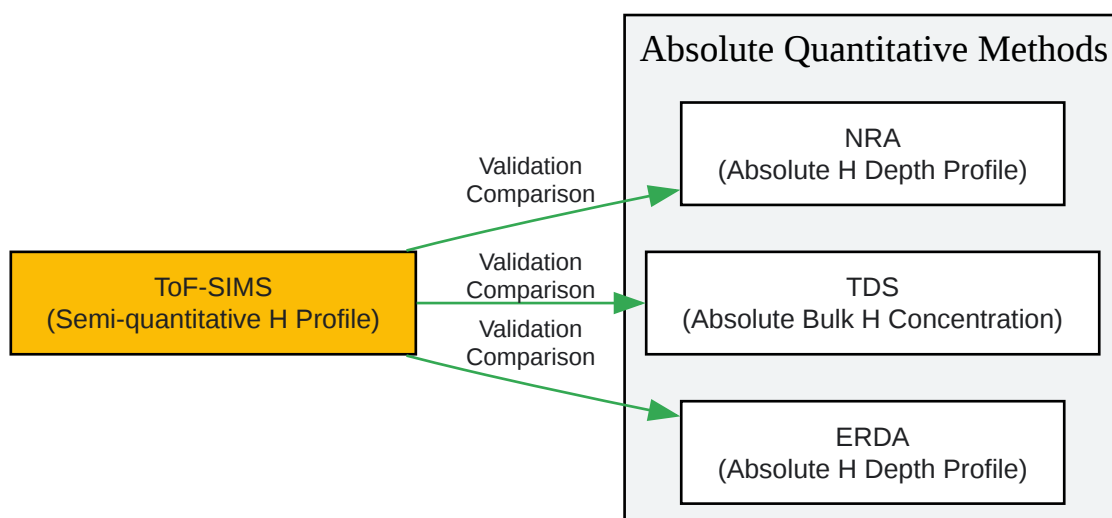 Absolute Quantitative Methods
NRA
(Absolute H Depth Profile)
Validation
Comparison
ToF-SIMS
(Semi-quantitative H Profile)
Validation
Comparison
TDS
(Absolute Bulk H Concentration)
Validation
Comparison
ERDA
(Absolute H Depth Profile)